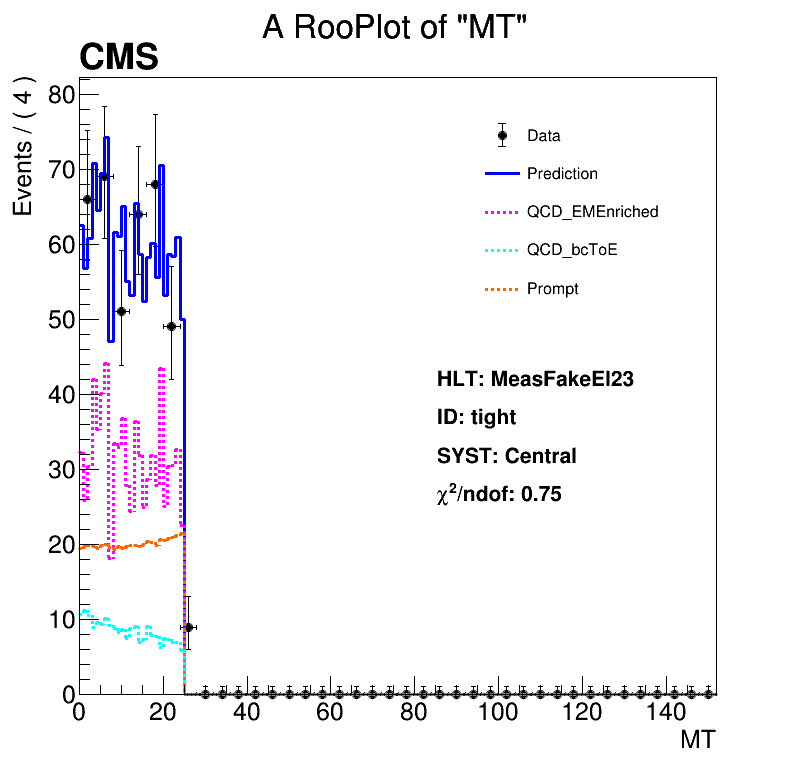 A RooPlot of "MT"
CMS
Events / ( 4 )
80
70
60
50
40
30
20
10
0
Data
Prediction
QCD_EMEnriched
QCD_bcToE
Prompt
HLT: MeasFakeEl23
ID: tight
SYST: Central
χ²/ndof: 0.75
0 20 40 60 80 100 120 140
MT